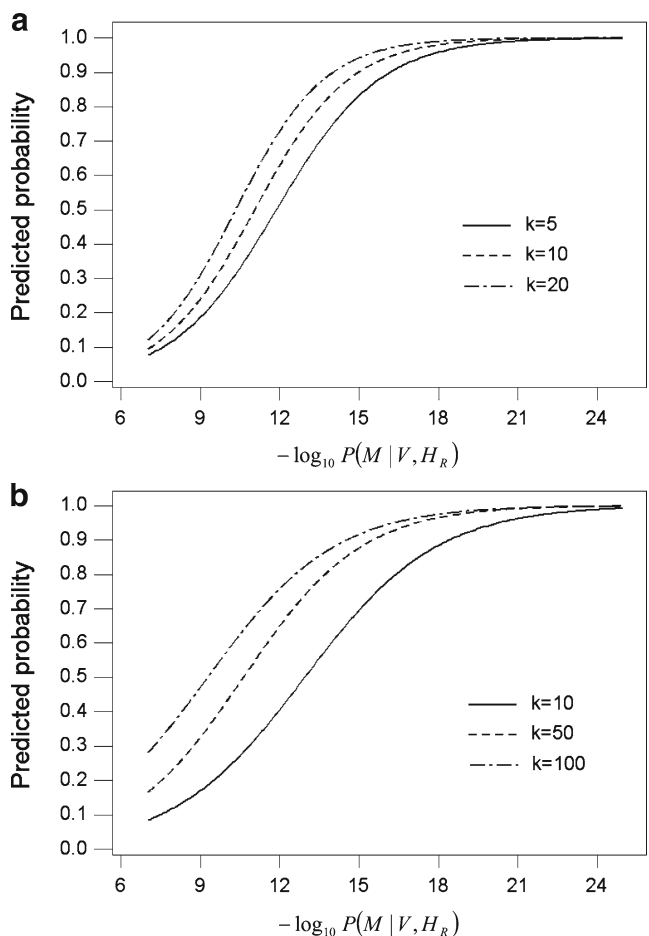 a
Predicted probability
1.0
0.9
0.8
0.7
0.6
0.5
0.4
0.3
0.2
0.1
0.0
k=5
k=10
k=20
6 9 12 15 18 21 24
− log₁₀ P(M | V, H_R)
b
Predicted probability
1.0
0.9
0.8
0.7
0.6
0.5
0.4
0.3
0.2
0.1
0.0
k=10
k=50
k=100
6 9 12 15 18 21 24
− log₁₀ P(M | V, H_R)